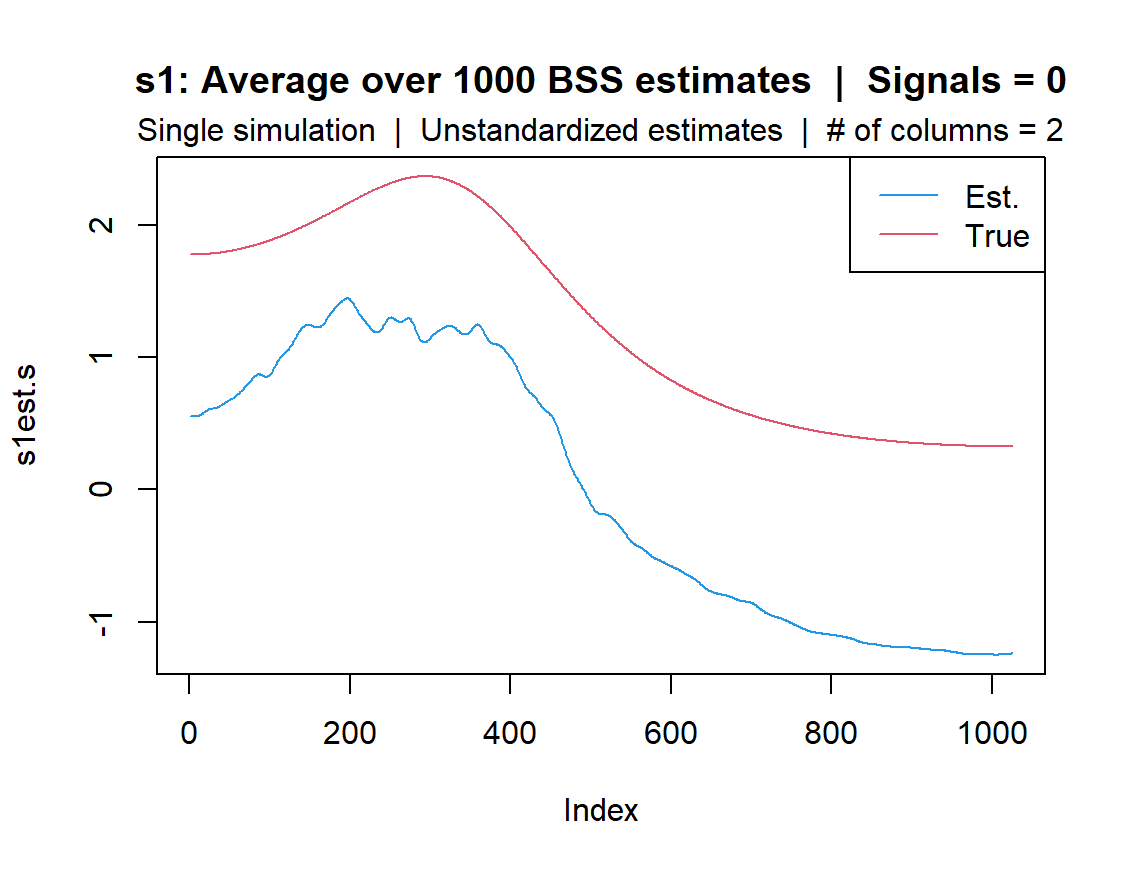 s1: Average over 1000 BSS estimates | Signals = 0
Single simulation | Unstandardized estimates | # of columns = 2
Est.
True
2
1
0
-1
s1est.s
0 200 400 600 800 1000
Index